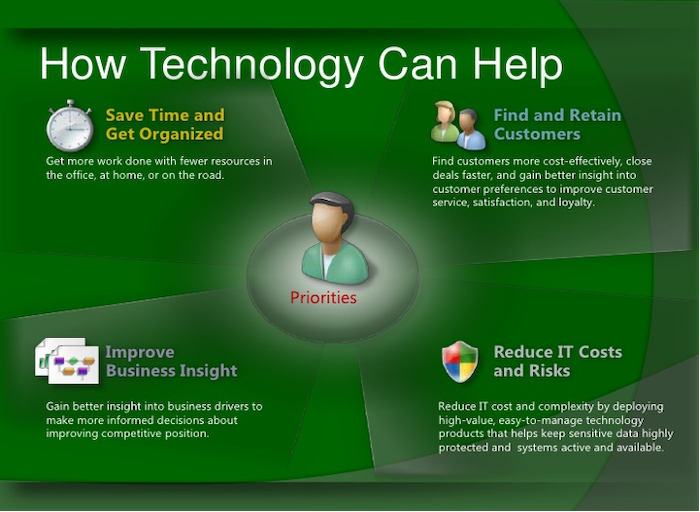 How Technology Can Help
Save Time and
Get Organized
Get more work done with fewer resources in
the office, at home, or on the road.
Find and Retain
Customers
Find customers more cost-effectively, close
deals faster, and gain better insight into
customer preferences to improve customer
service, satisfaction, and loyalty.
Priorities
Improve
Business Insight
Gain better insight into business drivers to
make more informed decisions about
improving competitive position.
Reduce IT Costs
and Risks
Reduce IT cost and complexity by deploying
high-value, easy-to-manage technology
products that helps keep sensitive data highly
protected and  systems active and available.